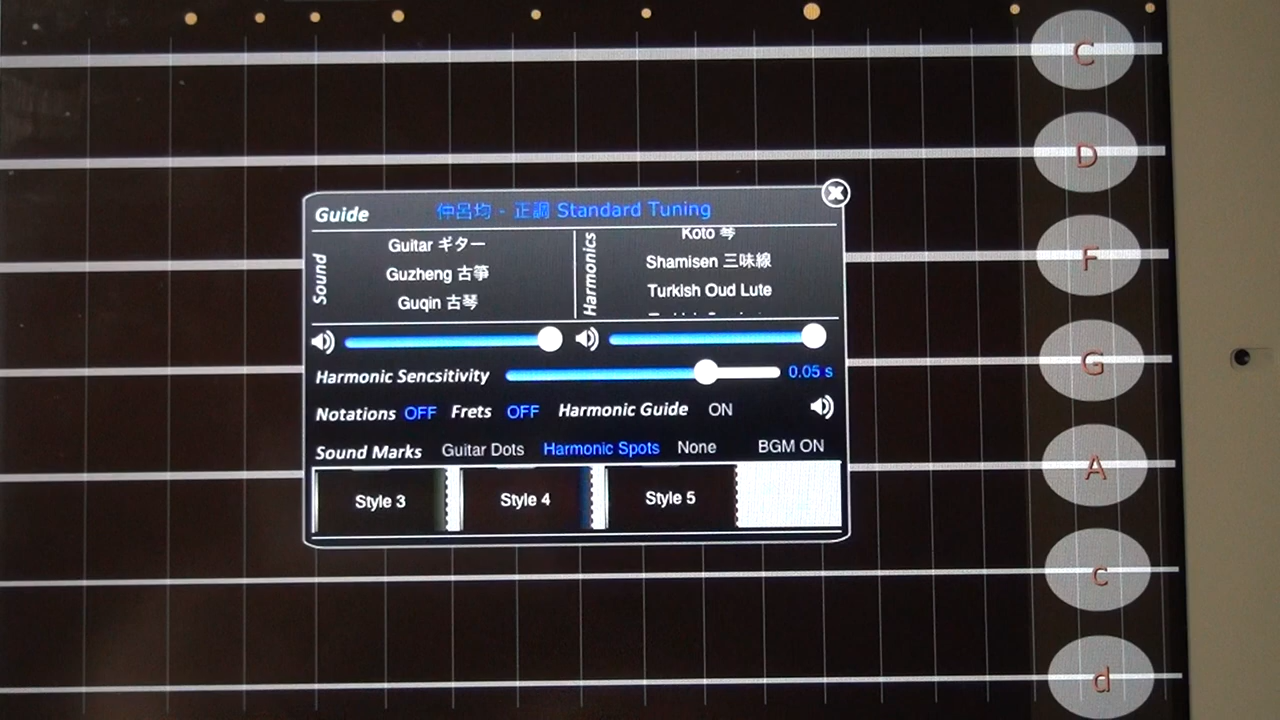 C
D
Guide 仲呂均 - 正調 Standard Tuning
Sound
Guitar ギター
Guzheng 古箏
Guqin 古琴
Harmonics
Koto 琴
Shamisen 三味線
Turkish Oud Lute
F
G
Harmonic Sencsitivity 0.05 s
Notations OFF Frets OFF Harmonic Guide ON
Sound Marks Guitar Dots Harmonic Spots None BGM ON
Style 3 Style 4 Style 5
A
c
d